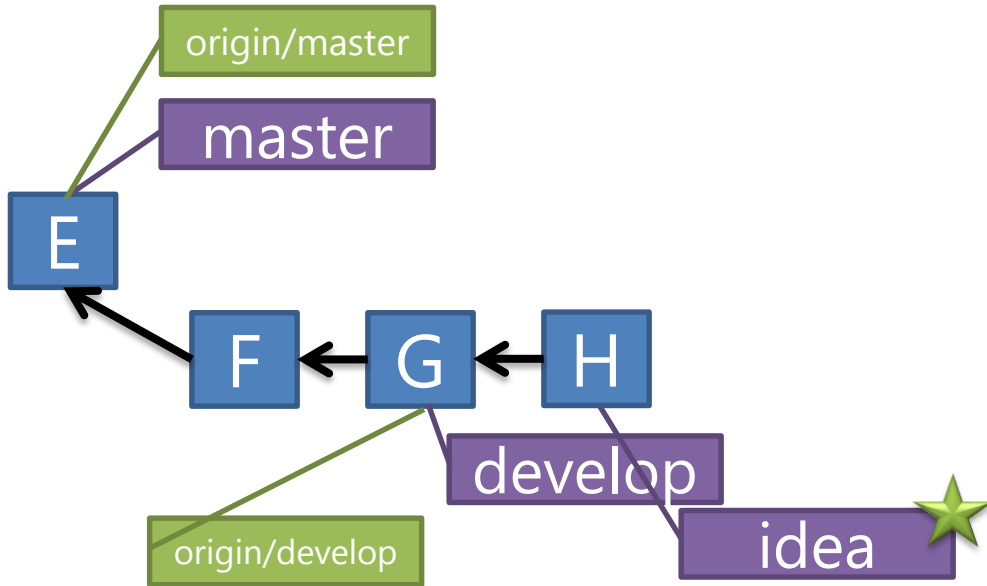 origin/master
master
E
F
G
H
develop
origin/develop
idea